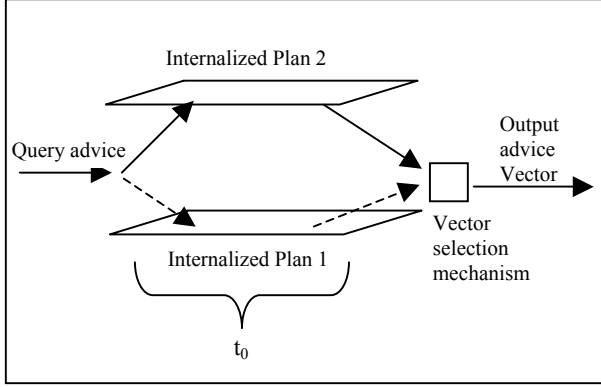 Internalized Plan 2
Query advice
Output
advice
Vector
Vector
selection
mechanism
Internalized Plan 1
t₀